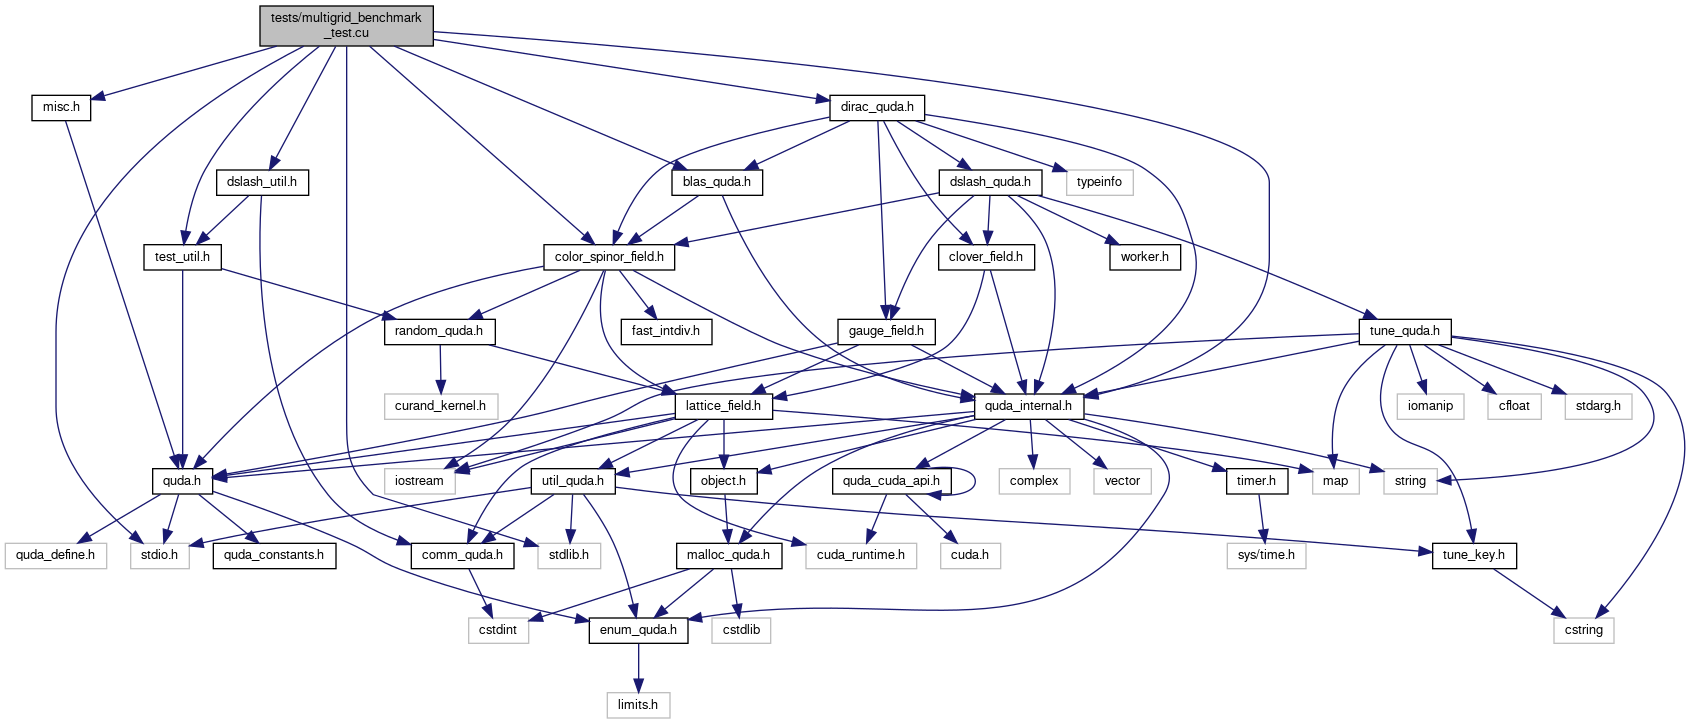 tests/multigrid_benchmark
_test.cu
misc.h
dirac_quda.h
dslash_util.h
blas_quda.h
dslash_quda.h
typeinfo
test_util.h
color_spinor_field.h
clover_field.h
worker.h
random_quda.h
fast_intdiv.h
gauge_field.h
tune_quda.h
curand_kernel.h
lattice_field.h
quda_internal.h
iomanip
cfloat
stdarg.h
quda.h
iostream
util_quda.h
object.h
quda_cuda_api.h
complex
vector
timer.h
map
string
quda_define.h
stdio.h
quda_constants.h
comm_quda.h
stdlib.h
malloc_quda.h
cuda_runtime.h
cuda.h
sys/time.h
tune_key.h
cstdint
enum_quda.h
cstdlib
cstring
limits.h